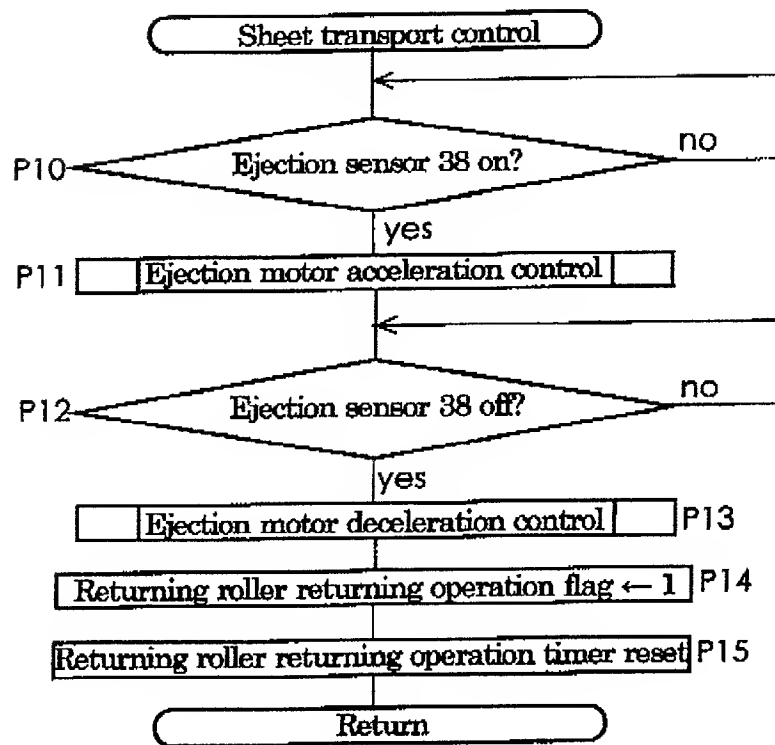 Sheet transport control
P10
Ejection sensor 38 on?
no
yes
P11
Ejection motor acceleration control
P12
Ejection sensor 38 off?
no
yes
Ejection motor deceleration control
P13
Returning roller returning operation flag ← 1
P14
Returning roller returning operation timer reset
P15
Return